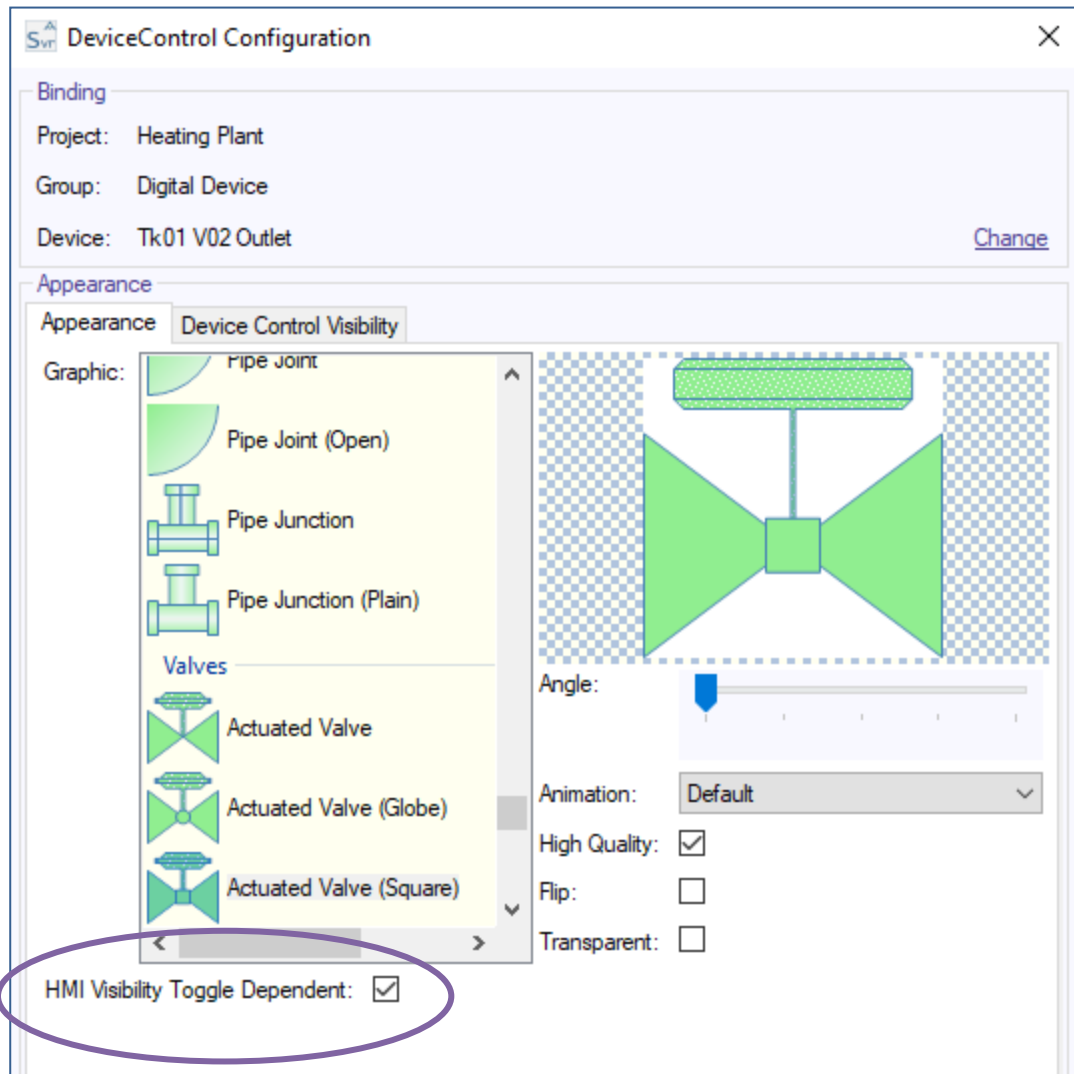 Svr A DeviceControl Configuration
Binding
Project: Heating Plant
Group: Digital Device
Device: Tk01 V02 Outlet Change
Appearance
Appearance Device Control Visibility
Graphic:
Pipe Joint
Pipe Joint (Open)
Pipe Junction
Pipe Junction (Plain)
Valves
Actuated Valve
Actuated Valve (Globe)
Actuated Valve (Square)
Angle:
Animation: Default
High Quality:
Flip:
Transparent:
HMI Visibility Toggle Dependent: